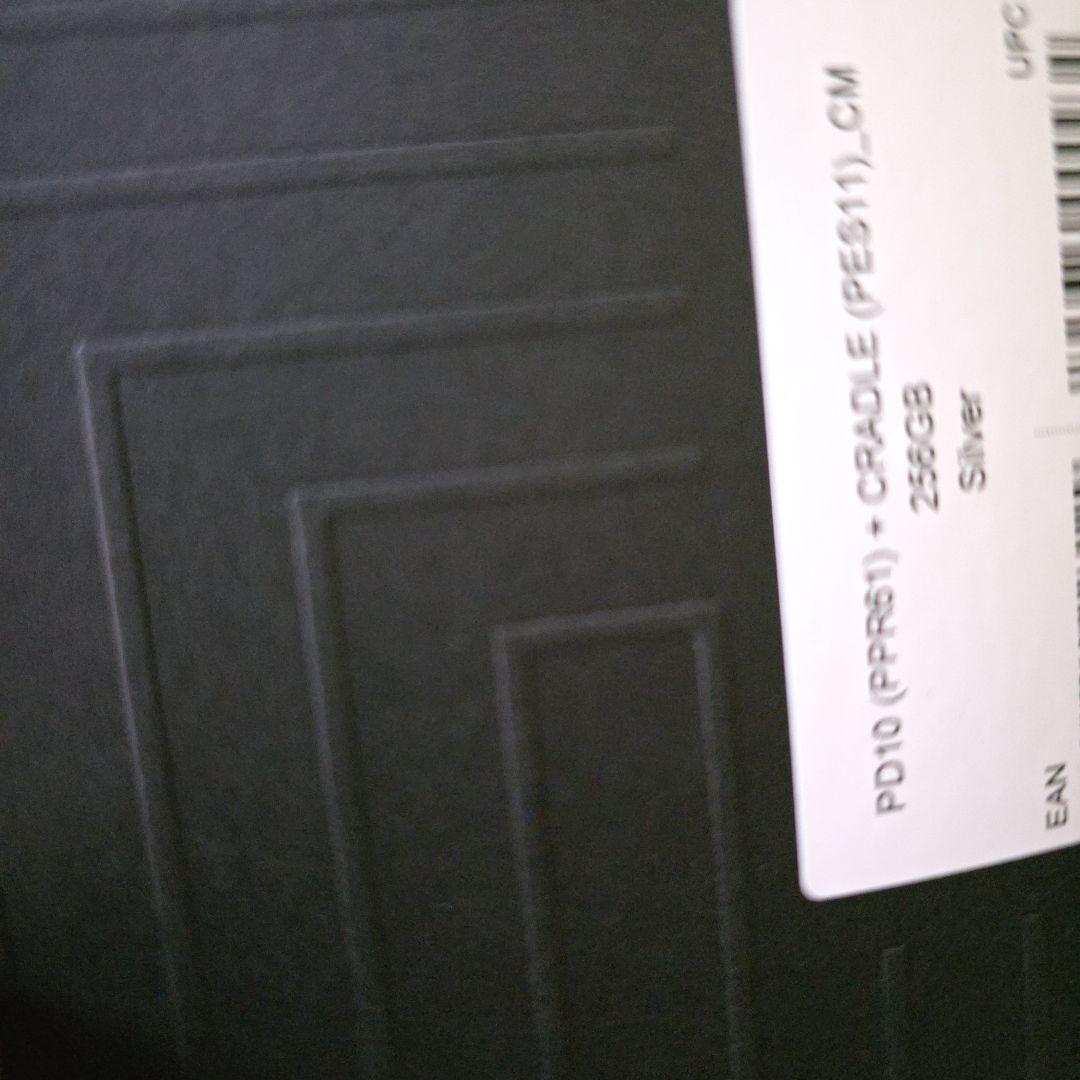 PD10 (PPR61) + CRADLE (PES11)_CM
256GB
Silver
EAN
UPC